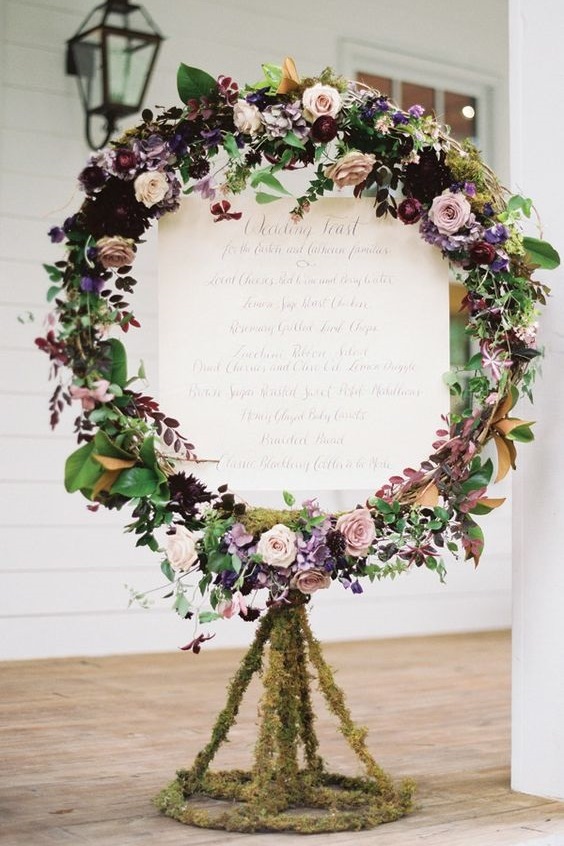 Wedding Feast
for the Easton and families
Local Cheeses, Red Wine and Berry Water
Lemon Sage Roast Chicken
Rosemary Grilled Lamb Chops
Zucchini Ribbon Salad
Dried Cherries and Olive Oil Lemon Drizzle
Brown Sugar Roasted Sweet Potato Medallions
Honey Glazed Baby Carrots
Braided Bread
Classic Blackberry Cobbler a la Mode